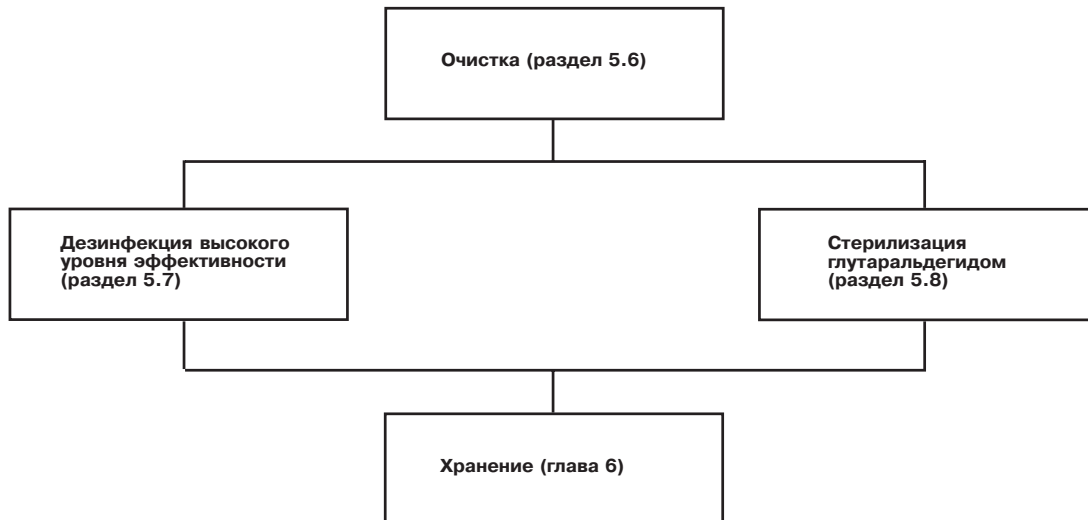 Очистка (раздел 5.6)
Дезинфекция высокого
уровня эффективности
(раздел 5.7)
Стерилизация
глутаральдегидом
(раздел 5.8)
Хранение (глава 6)